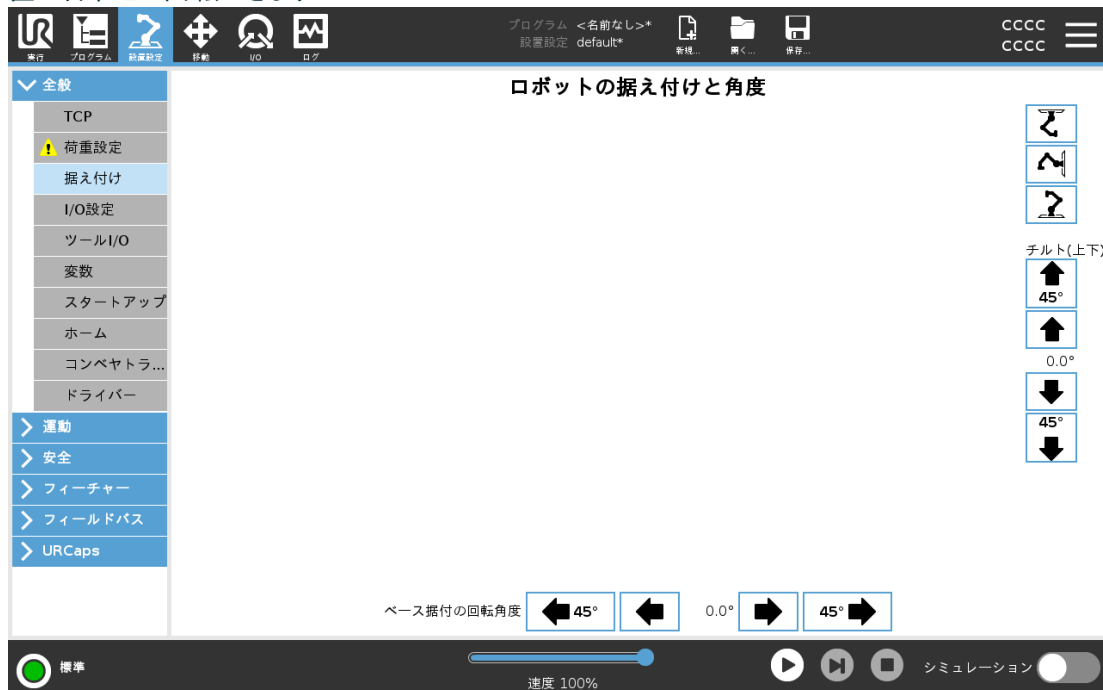 プログラム <名前なし>*
設置設定 default*
実行
プログラム
設置設定
移動
I/O
ログ
新規...
開く...
保存...
CCCC
CCCC
全般
TCP
荷重設定
据え付け
I/O設定
ツールI/O
変数
スタートアップ
ホーム
コンベヤトラ...
ドライバー
運動
安全
フィーチャー
フィールドバス
URCaps
ロボットの据え付けと角度
チルト(上下)
45°
0.0°
45°
ベース据付の回転角度 45° 0.0° 45°
標準
速度 100%
シミュレーション